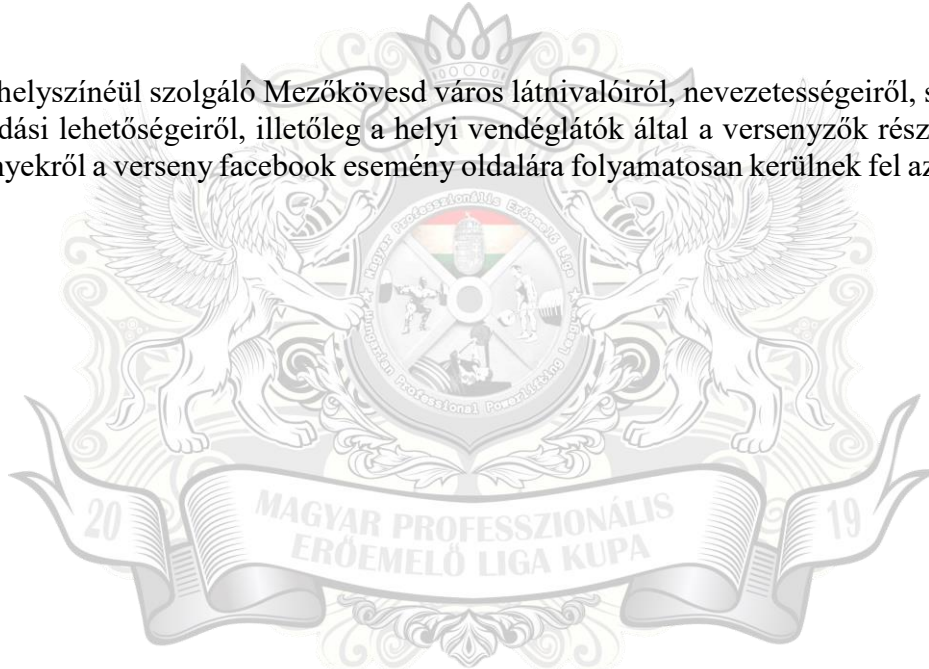 helyszínéül szolgáló Mezőkövesd város látnivalóiról, nevezetességeiről, s
dási lehetőségeiről, illetőleg a helyi vendéglátók által a versenyzők rész
nyekről a verseny facebook esemény oldalára folyamatosan kerülnek fel az
Magyar Professzionális Erőemelő Liga
Hungarian Professional Powerlifting League
20
MAGYAR PROFESSZIONÁLIS
ERŐEMELŐ LIGA KUPA
19